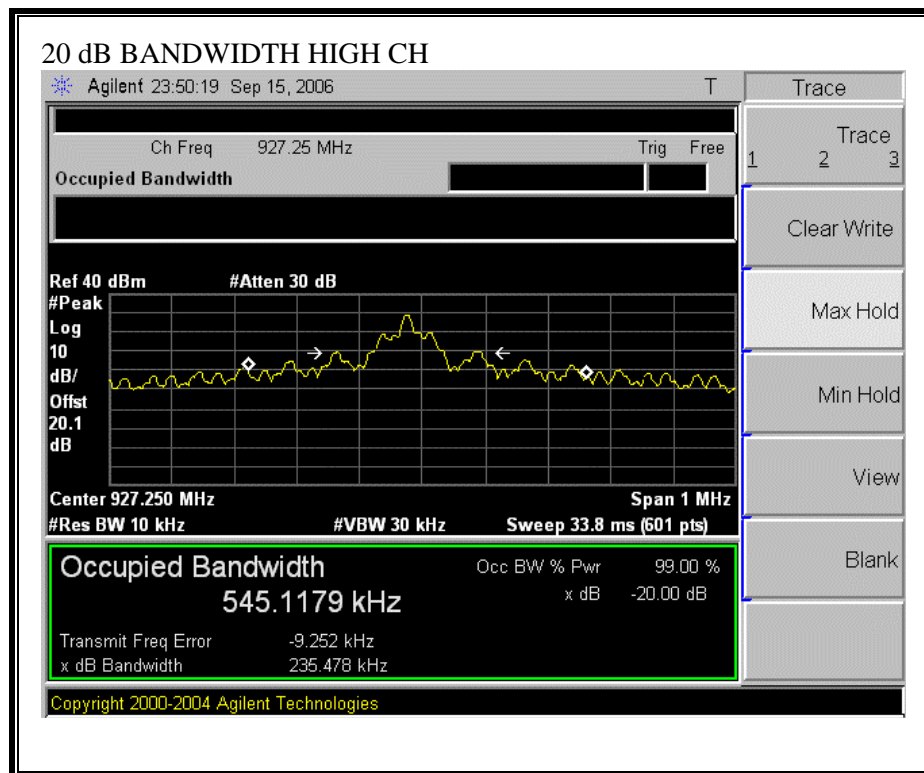 20 dB BANDWIDTH HIGH CH
Agilent 23:50:19 Sep 15, 2006 T
Trace
Ch Freq 927.25 MHz Trig Free
Occupied Bandwidth
Trace
1 2 3
Clear Write
Max Hold
Min Hold
View
Blank
Ref 40 dBm #Atten 30 dB
#Peak
Log
10
dB/
Offst
20.1
dB
Center 927.250 MHz Span 1 MHz
#Res BW 10 kHz #VBW 30 kHz Sweep 33.8 ms (601 pts)
Occupied Bandwidth Occ BW % Pwr 99.00 %
545.1179 kHz x dB -20.00 dB
Transmit Freq Error -9.252 kHz
x dB Bandwidth 235.478 kHz
Copyright 2000-2004 Agilent Technologies